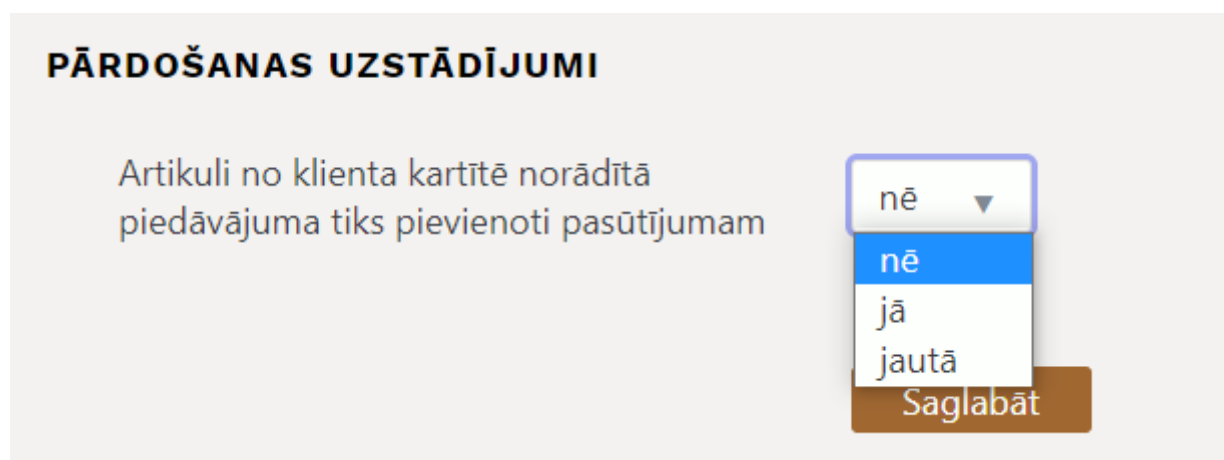 PĀRDOŠANAS UZSTĀDĪJUMI
Artikuli no klienta kartītē norādītā
piedāvājuma tiks pievienoti pasūtījumam
nē
nē
jā
jautā
Saglabāt